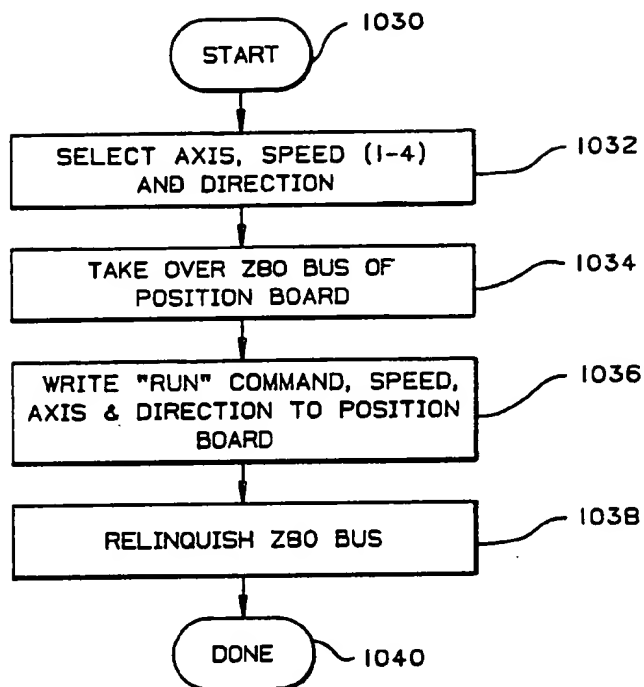 START
1030
SELECT AXIS, SPEED (1-4)
AND DIRECTION
1032
TAKE OVER Z80 BUS OF
POSITION BOARD
1034
WRITE "RUN" COMMAND, SPEED,
AXIS & DIRECTION TO POSITION
BOARD
1036
RELINQUISH Z80 BUS
1038
DONE
1040